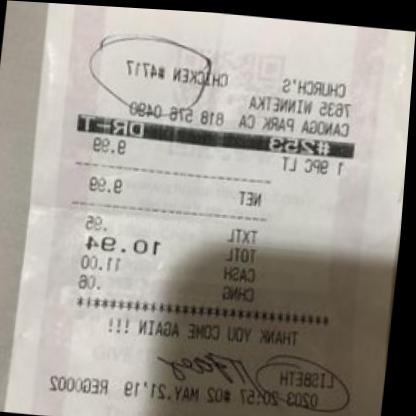 CHURCH'S CHICKEN #4717
7635 WINNETKA
CANOGA PARK CA 818 576 0490
#253 DR-T
1 9PC LT 9.99
NET 9.99
TXTL .95
TOTL 10.94
CASH 11.00
CHNG .06
THANK YOU COME AGAIN !!!
LISBETH
0203 20:57 #02 MAY.21'19 REG0002